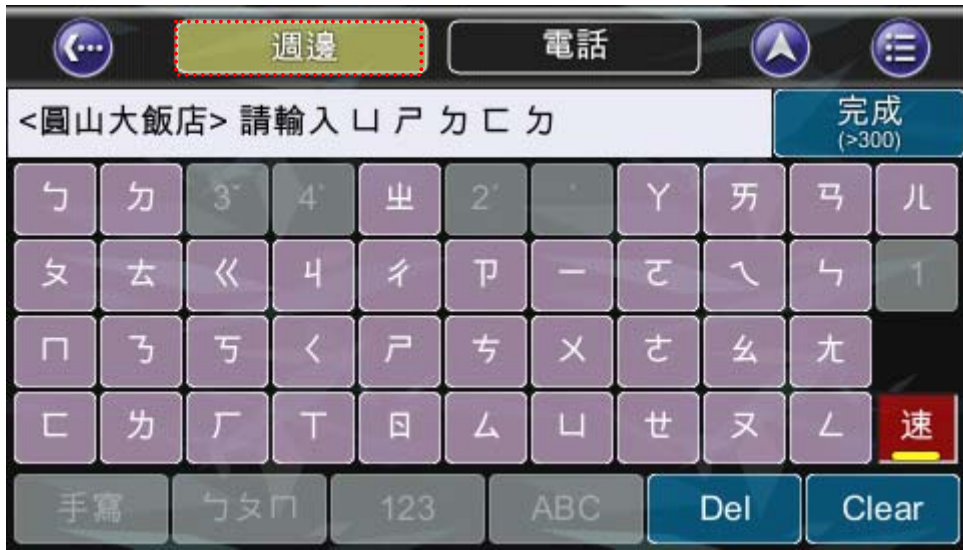 週邊 電話
<圓山大飯店> 請輸入 ㄩ ㄕ ㄉ ㄈ ㄉ 完成
(>300)
ㄅ ㄉ 3ˇ 4ˋ ㄓ 2ˊ ˙ ㄚ ㄞ ㄢ ㄦ
ㄆ ㄊ ㄍ ㄐ ㄔ ㄗ ㄧ ㄛ ㄟ ㄣ 1
ㄇ ㄋ ㄎ ㄑ ㄕ ㄘ ㄨ ㄜ ㄠ ㄤ
ㄈ ㄌ ㄏ ㄒ ㄖ ㄙ ㄩ ㄝ ㄡ ㄥ 速
手寫 ㄅㄆㄇ 123 ABC Del Clear